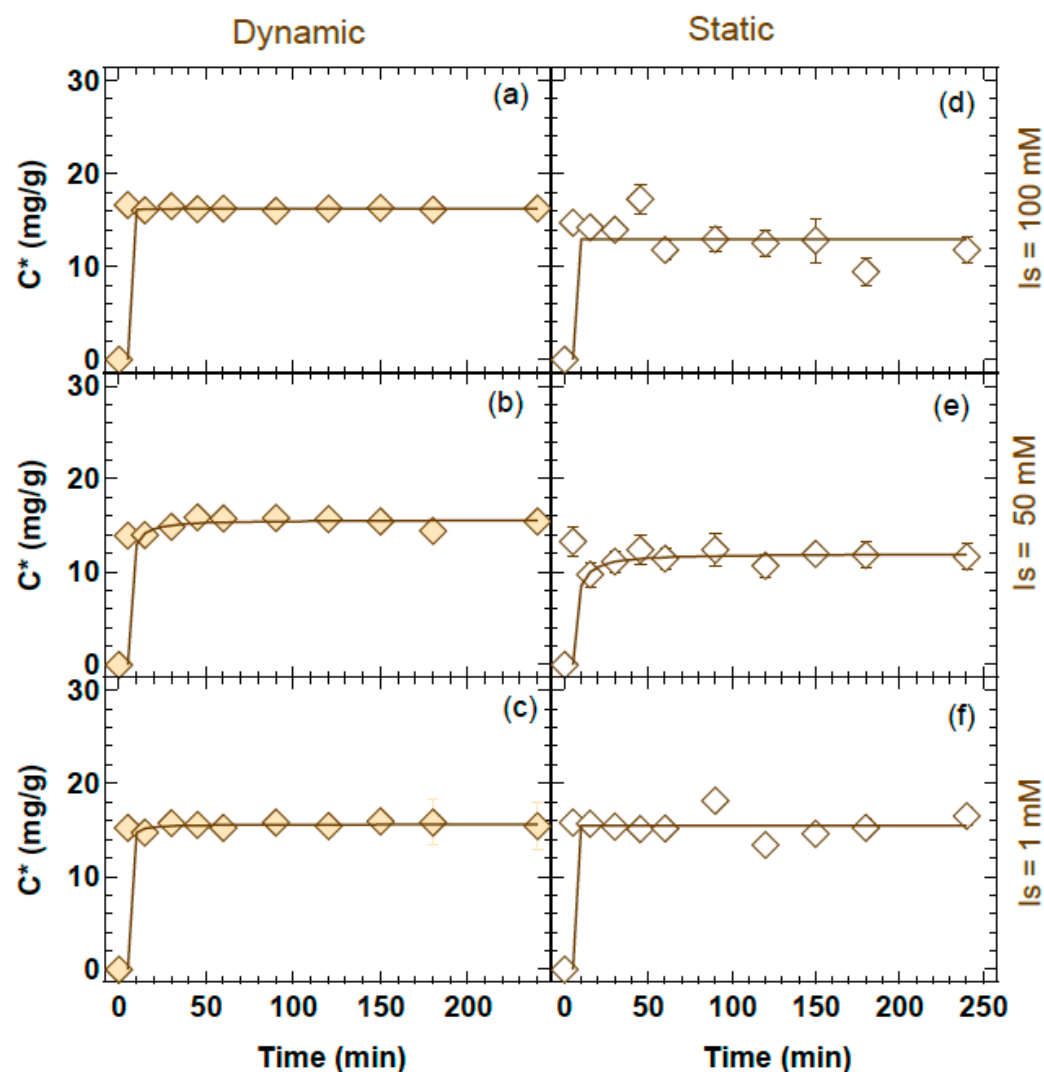 Dynamic
Static
30
20
10
0
C* (mg/g)
(a)
(d)
Is = 100 mM
30
20
10
0
C* (mg/g)
(b)
(e)
Is = 50 mM
30
20
10
0
C* (mg/g)
(c)
(f)
Is = 1 mM
0 50 100 150 200
0 50 100 150 200 250
Time (min)
Time (min)